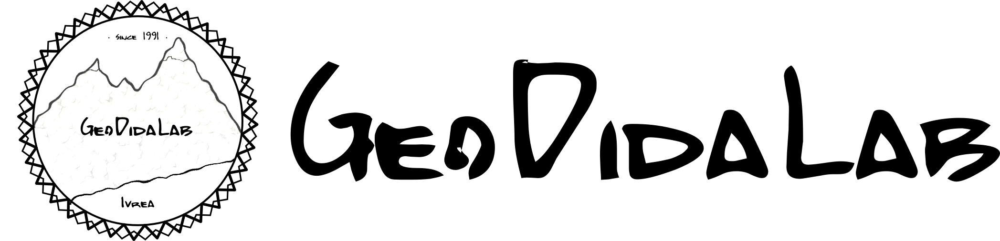 · SINCE 1991 ·
GEODIDALAB
IVREA
GEODIDALAB